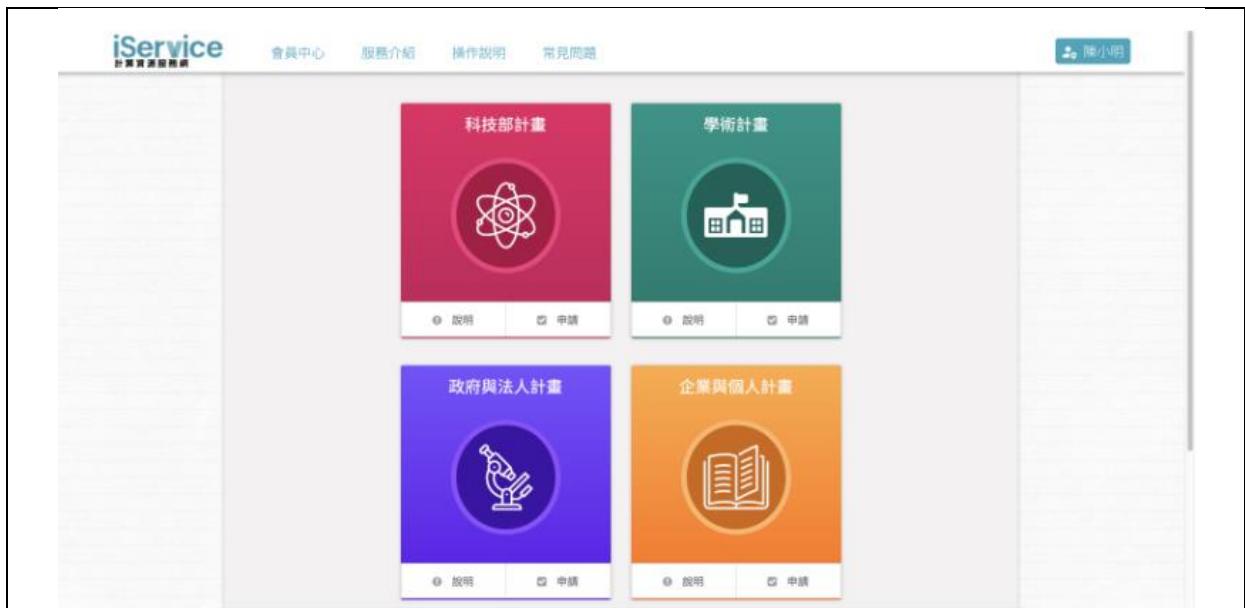 iService
計算資源服務網
會員中心 服務介紹 操作說明 常見問題
陳小明
科技部計畫 學術計畫
說明 申請 說明 申請
政府與法人計畫 企業與個人計畫
說明 申請 說明 申請